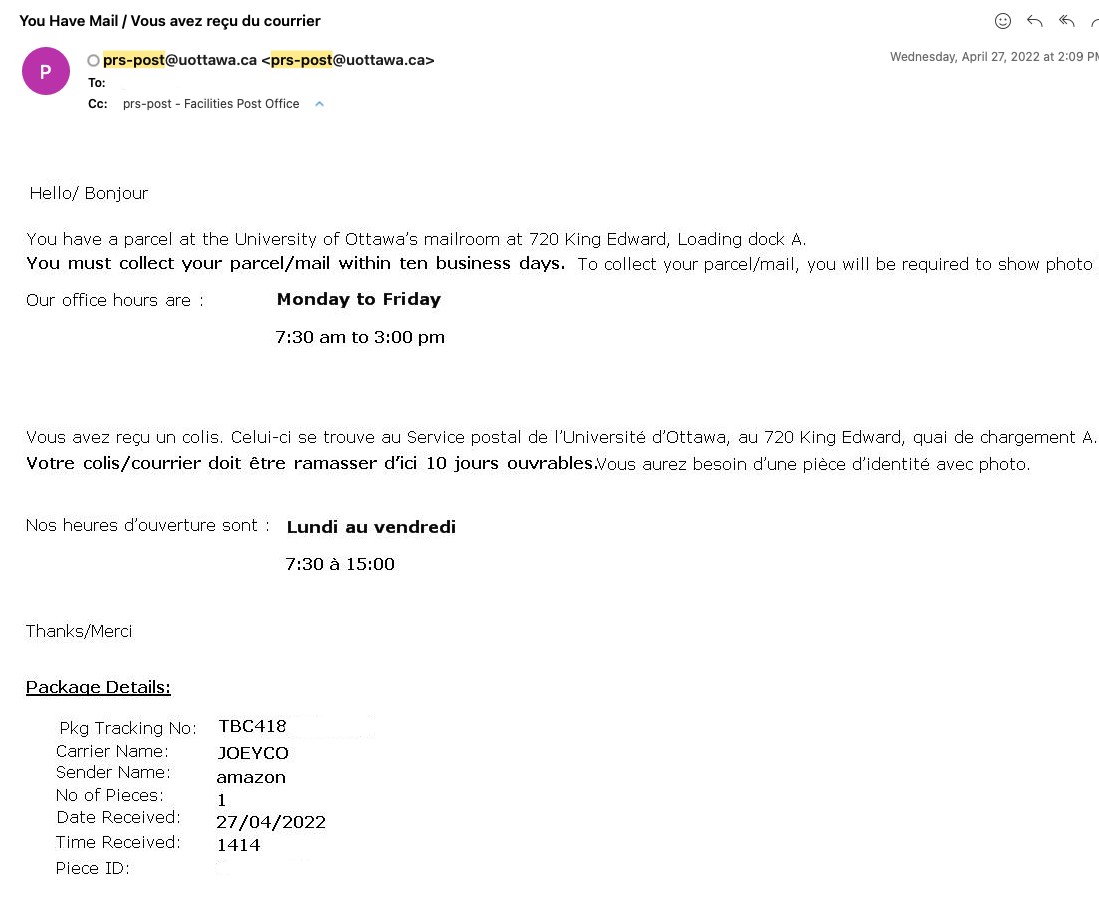 You Have Mail / Vous avez reçu du courrier
P
prs-post@uottawa.ca <prs-post@uottawa.ca>
Wednesday, April 27, 2022 at 2:09 PM
To:
Cc: prs-post - Facilities Post Office
Hello/ Bonjour
You have a parcel at the University of Ottawa’s mailroom at 720 King Edward, Loading dock A.
You must collect your parcel/mail within ten business days. To collect your parcel/mail, you will be required to show photo
Our office hours are : Monday to Friday
7:30 am to 3:00 pm
Vous avez reçu un colis. Celui-ci se trouve au Service postal de l’Université d’Ottawa, au 720 King Edward, quai de chargement A.
Votre colis/courrier doit être ramasser d’ici 10 jours ouvrables.Vous aurez besoin d’une pièce d’identité avec photo.
Nos heures d’ouverture sont : Lundi au vendredi
7:30 à 15:00
Thanks/Merci
Package Details:
Pkg Tracking No: TBC418
Carrier Name: JOEYCO
Sender Name: amazon
No of Pieces: 1
Date Received: 27/04/2022
Time Received: 1414
Piece ID: